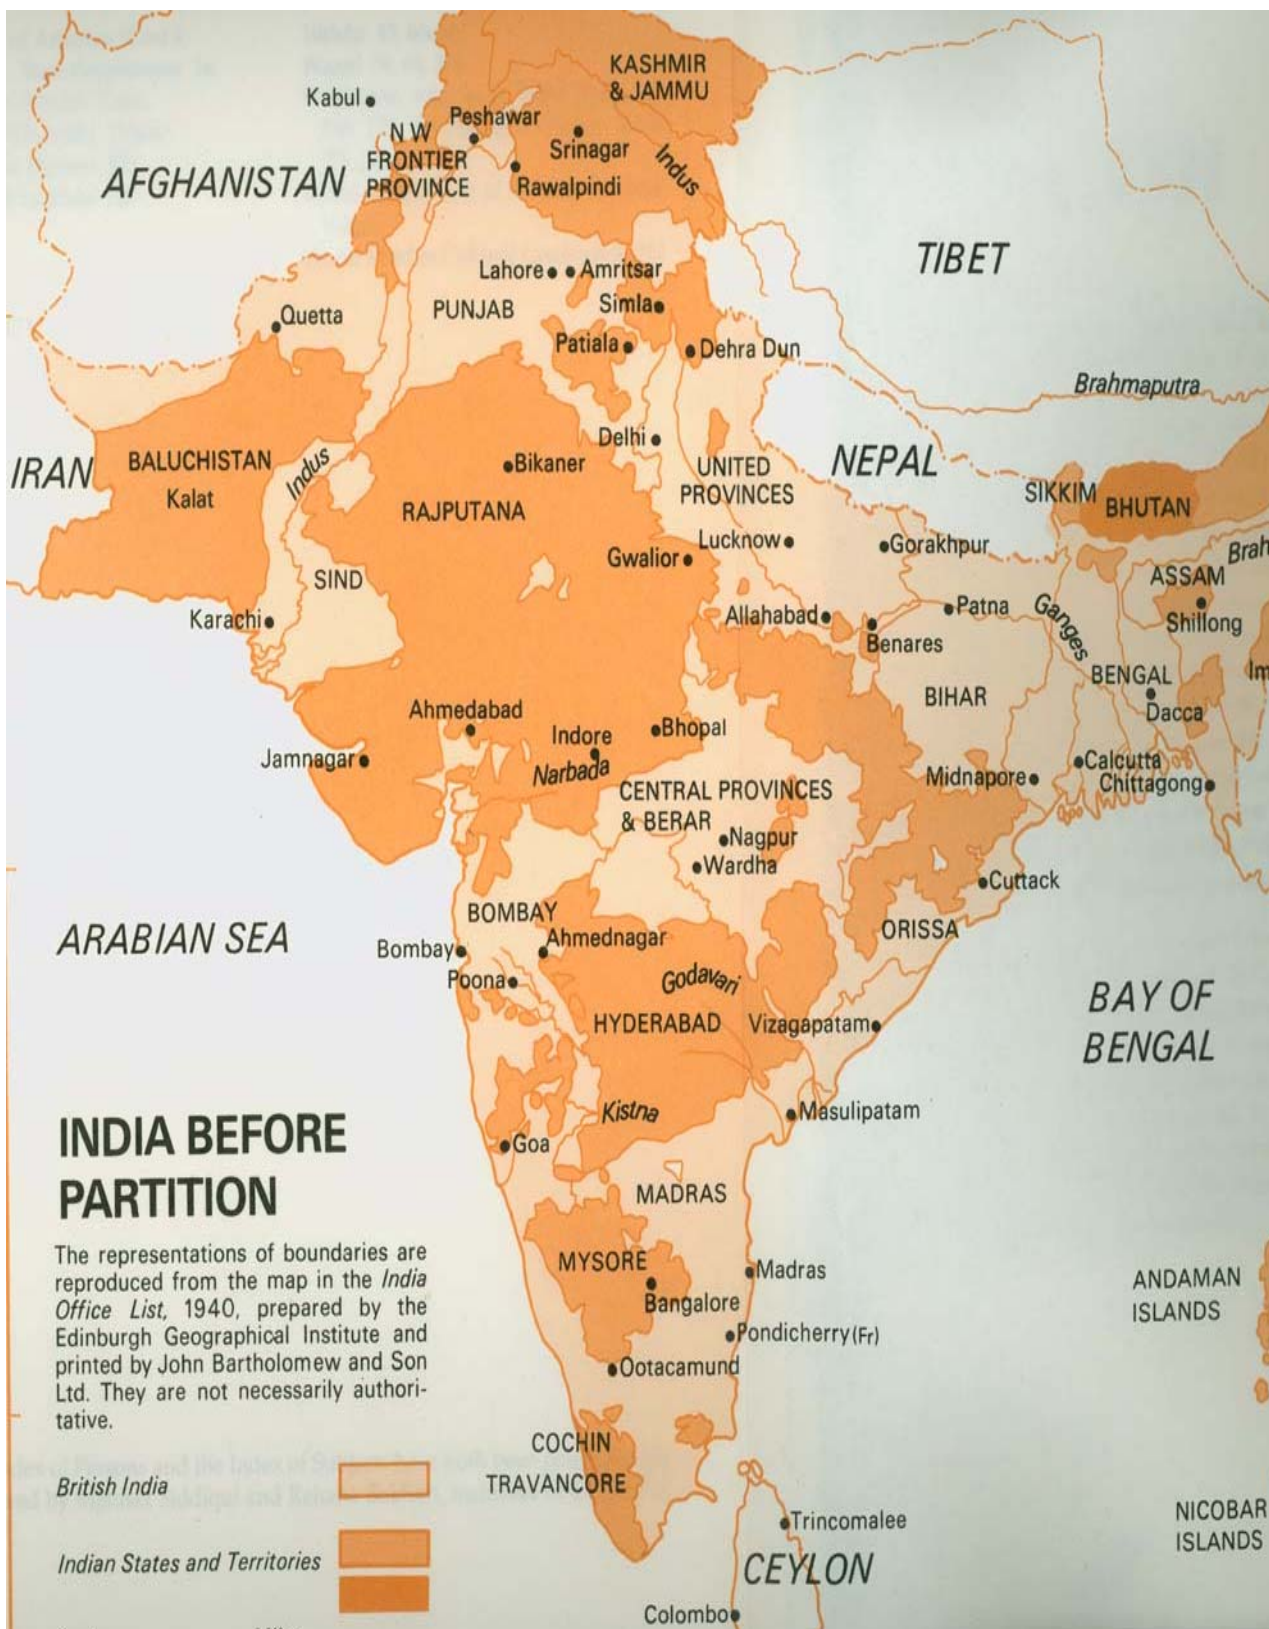 KASHMIR
& JAMMU
Kabul
Peshawar
N W
FRONTIER
PROVINCE
Srinagar
Indus
Rawalpindi
AFGHANISTAN
TIBET
Lahore
Amritsar
PUNJAB
Simla
Quetta
Patiala
Dehra Dun
Brahmaputra
Delhi
NEPAL
IRAN
BALUCHISTAN
Kalat
Indus
Bikaner
UNITED
PROVINCES
SIKKIM
BHUTAN
RAJPUTANA
Lucknow
Gorakhpur
Brah
Gwalior
SIND
ASSAM
Karachi
Allahabad
Patna
Ganges
Shillong
Benares
BENGAL
Im
BIHAR
Dacca
Ahmedabad
Indore
Bhopal
Jamnagar
Narbada
Midnapore
Calcutta
Chittagong
CENTRAL PROVINCES
& BERAR
Nagpur
Wardha
Cuttack
BOMBAY
ORISSA
ARABIAN SEA
Bombay
Ahmednagar
Poona
Godavari
BAY OF
BENGAL
HYDERABAD
Vizagapatam
Kistna
Masulipatam
Goa
INDIA BEFORE
PARTITION
MADRAS
The representations of boundaries are
reproduced from the map in the India
Office List, 1940, prepared by the
Edinburgh Geographical Institute and
printed by John Bartholomew and Son
Ltd. They are not necessarily authori-
tative.
MYSORE
Bangalore
Madras
ANDAMAN
ISLANDS
Pondicherry (Fr)
Ootacamund
COCHIN
TRAVANCORE
British India
Indian States and Territories
Trincomalee
NICOBAR
ISLANDS
CEYLON
Colombo